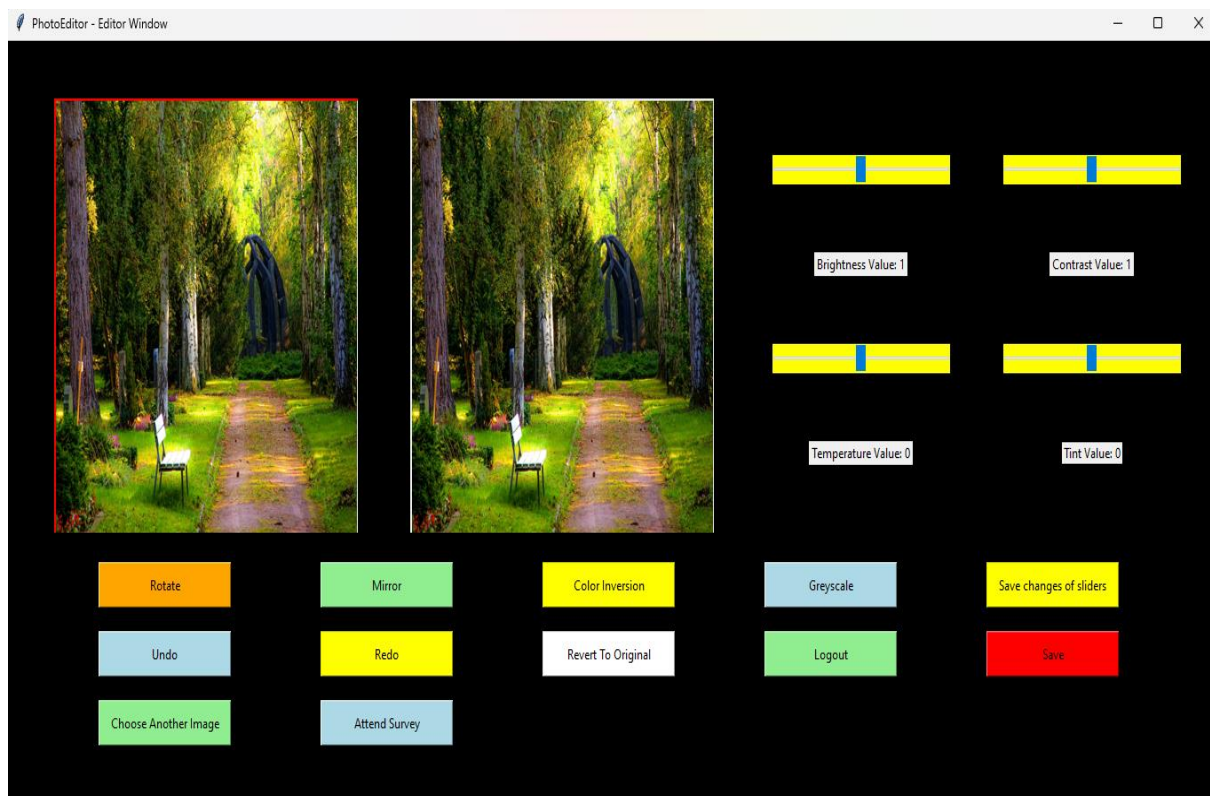 PhotoEditor - Editor Window
Brightness Value: 1
Contrast Value: 1
Temperature Value: 0
Tint Value: 0
Rotate
Mirror
Color Inversion
Greyscale
Save changes of sliders
Undo
Redo
Revert To Original
Logout
Save
Choose Another Image
Attend Survey